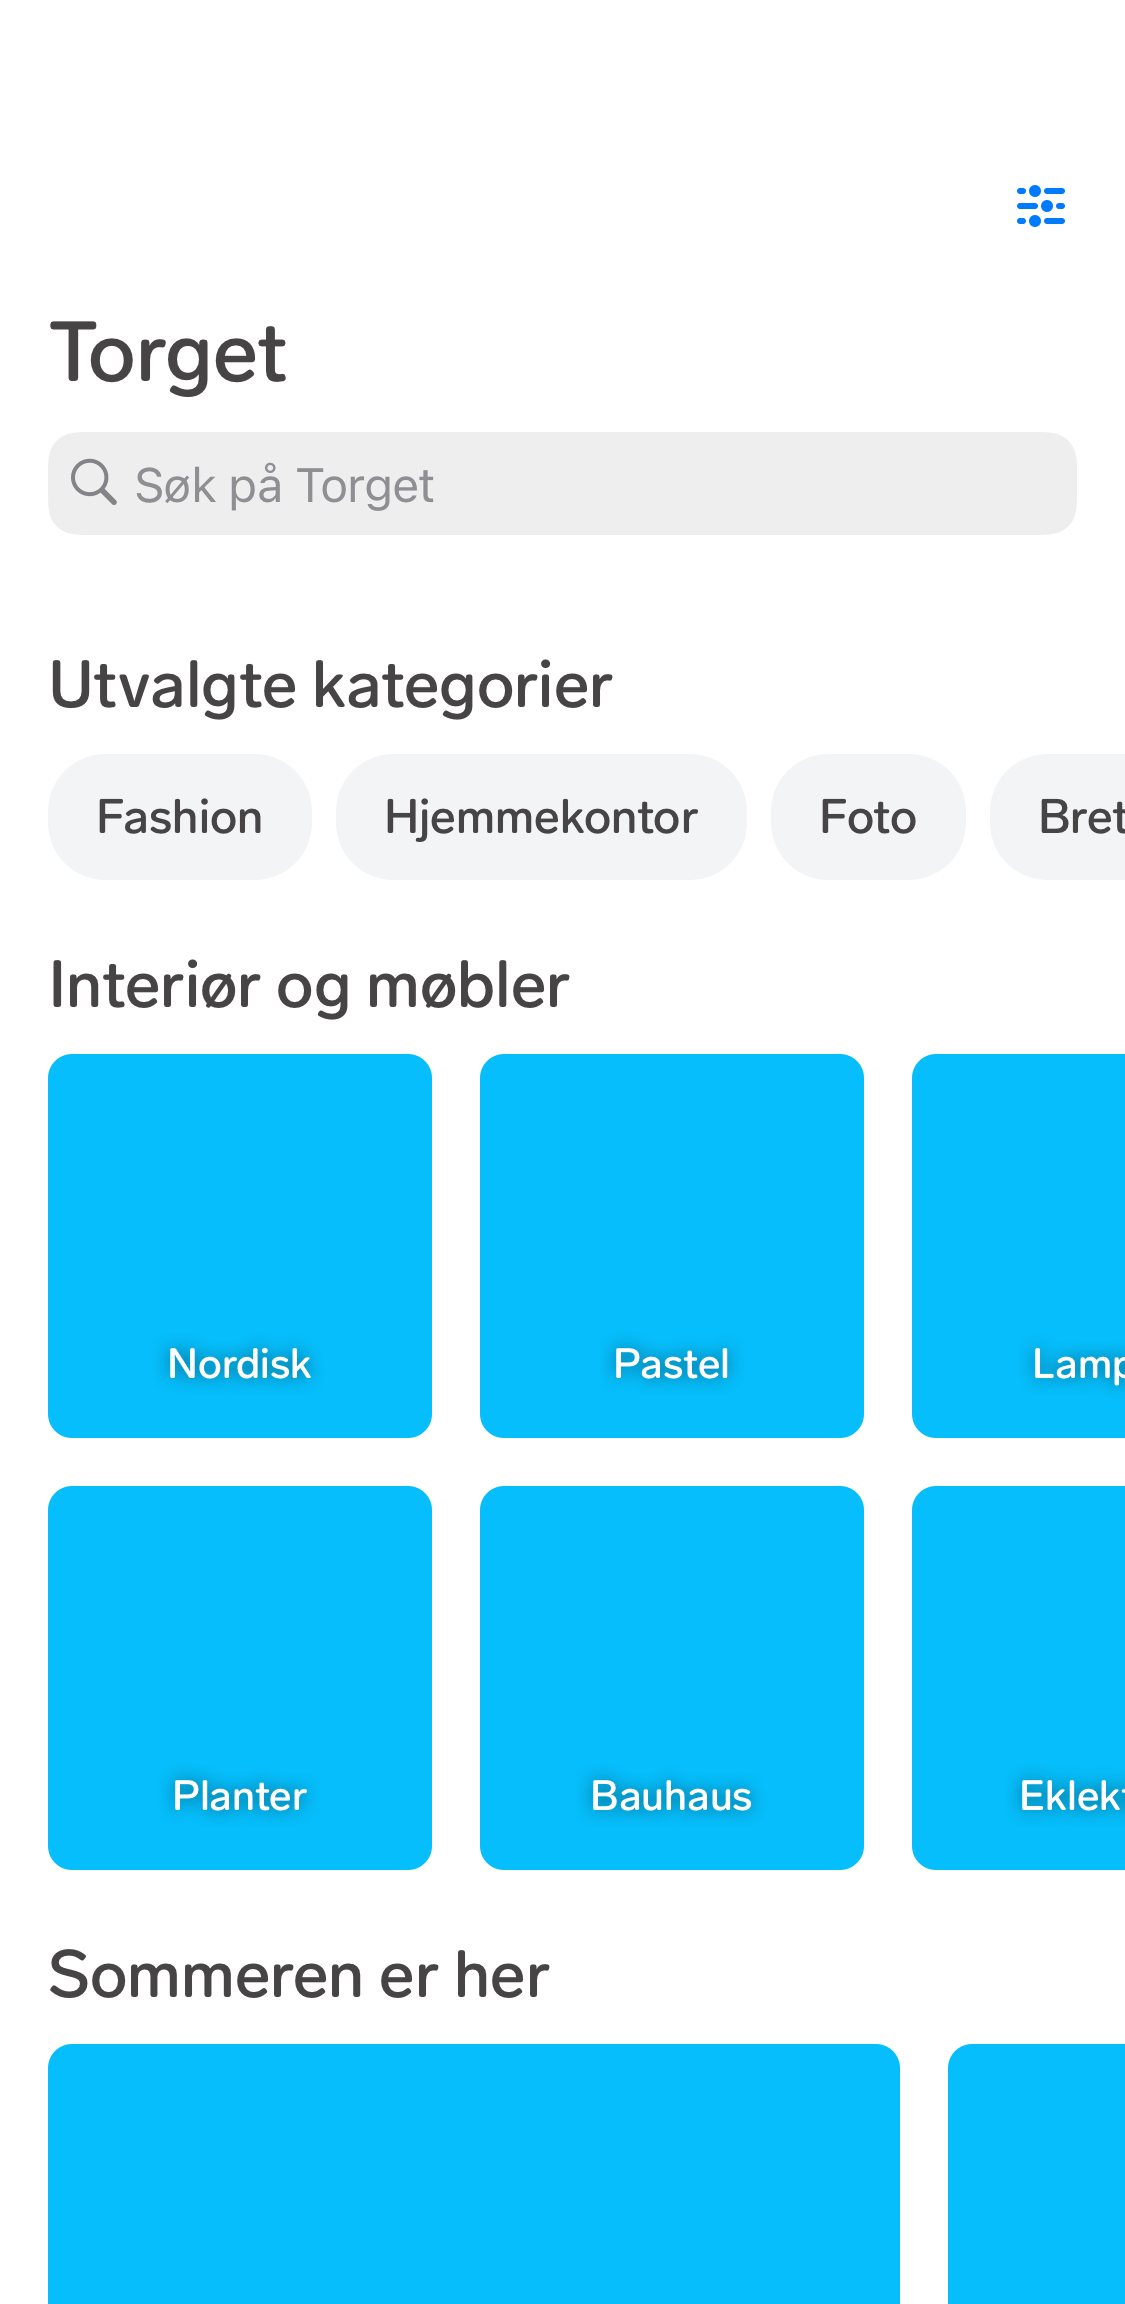 Torget
Søk på Torget
Utvalgte kategorier
Fashion Hjemmekontor Foto Bret
Interiør og møbler
Nordisk Pastel Lamp
Planter Bauhaus Eklekt
Sommeren er her